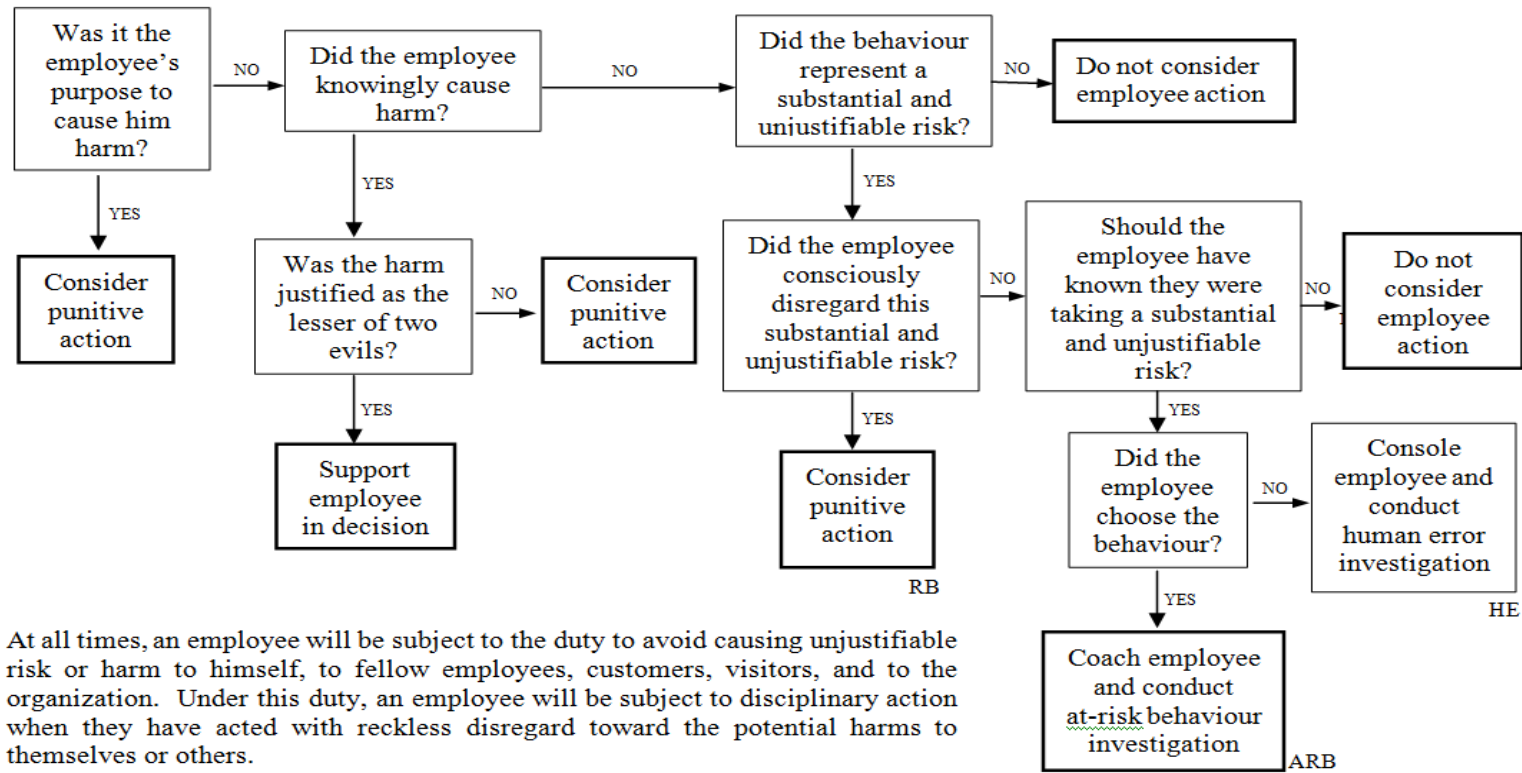 Was it the
employee's
purpose to
cause him
harm?
NO
Did the employee
knowingly cause
harm?
NO
Did the behaviour
represent a
substantial and
unjustifiable risk?
NO
Do not consider
employee action
YES
YES
YES
Consider
punitive
action
Was the harm
justified as the
lesser of two
evils?
NO
Consider
punitive
action
Did the employee
consciously
disregard this
substantial and
unjustifiable risk?
NO
Should the
employee have
known they were
taking a substantial
and unjustifiable
risk?
NO
Do not
consider
employee
action
YES
YES
YES
Support
employee
in decision
Consider
punitive
action
RB
Did the
employee
choose the
behaviour?
NO
Console
employee and
conduct
human error
investigation
HE
YES
Coach employee
and conduct
at-risk behaviour
investigation
ARB
At all times, an employee will be subject to the duty to avoid causing unjustifiable
risk or harm to himself, to fellow employees, customers, visitors, and to the
organization. Under this duty, an employee will be subject to disciplinary action
when they have acted with reckless disregard toward the potential harms to
themselves or others.